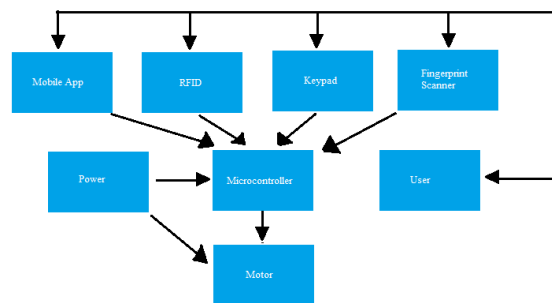 Mobile App
RFID
Keypad
Fingerprint
Scanner
Power
Microcontroller
User
Motor